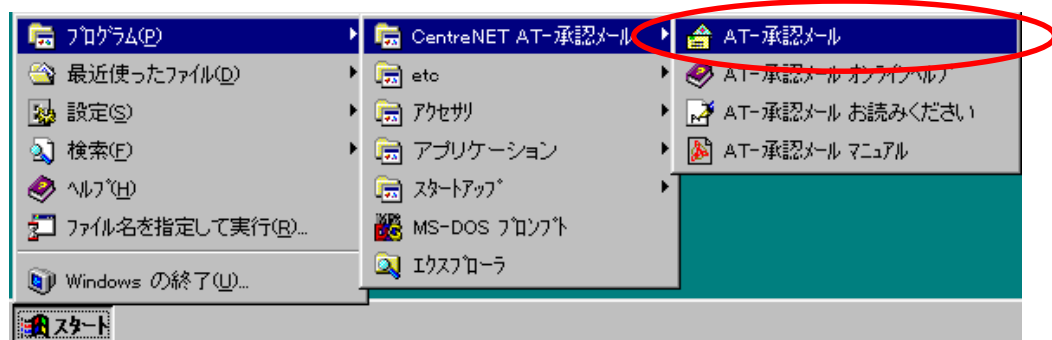 ﾌﾟﾛｸﾞﾗﾑ(P)
最近使ったﾌｧｲﾙ(D)
設定(S)
検索(F)
ﾍﾙﾌﾟ(H)
ﾌｧｲﾙ名を指定して実行(R)...
Windows の終了(U)...
スタート
CentreNET AT-承認ﾒｰﾙ
etc
ｱｸｾｻﾘ
アプリケーション
ｽﾀｰﾄｱｯﾌﾟ
MS-DOS ﾌﾟﾛﾝﾌﾟﾄ
ｴｸｽﾌﾟﾛｰﾗ
AT-承認ﾒｰﾙ
AT-承認ﾒｰﾙ ｵﾝﾗｲﾝﾍﾙﾌﾟ
AT-承認ﾒｰﾙ お読みください
AT-承認ﾒｰﾙ ﾏﾆｭｱﾙ